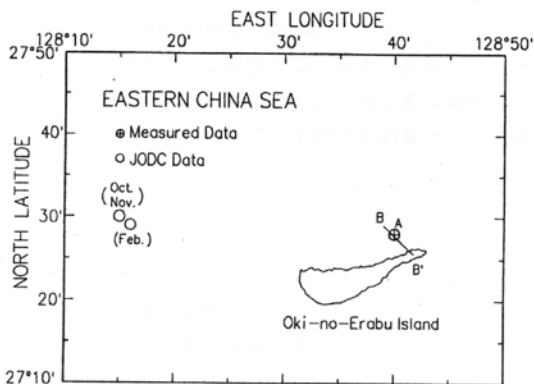 EAST LONGITUDE
128°10' 20' 30' 40' 128°50'
27°50'
EASTERN CHINA SEA
40'
⊕ Measured Data
○ JODC Data
(Oct. Nov.)
30'
(Feb.)
B A
B'
20'
Oki-no-Erabu Island
27°10'
NORTH LATITUDE